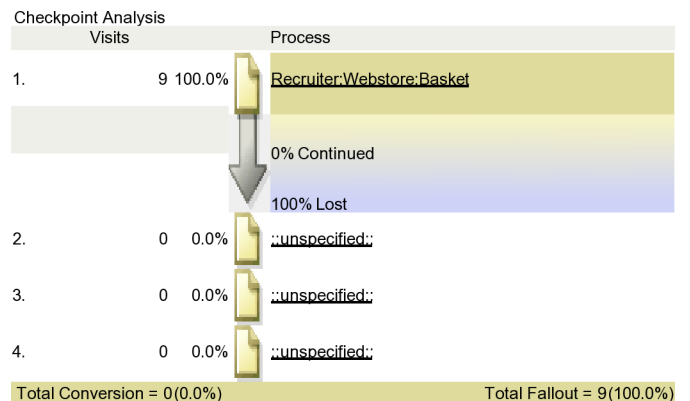 Checkpoint Analysis
Visits Process
1. 9 100.0% Recruiter:Webstore:Basket
0% Continued
100% Lost
2. 0 0.0% ::unspecified::
3. 0 0.0% ::unspecified::
4. 0 0.0% ::unspecified::
Total Conversion = 0(0.0%) Total Fallout = 9(100.0%)